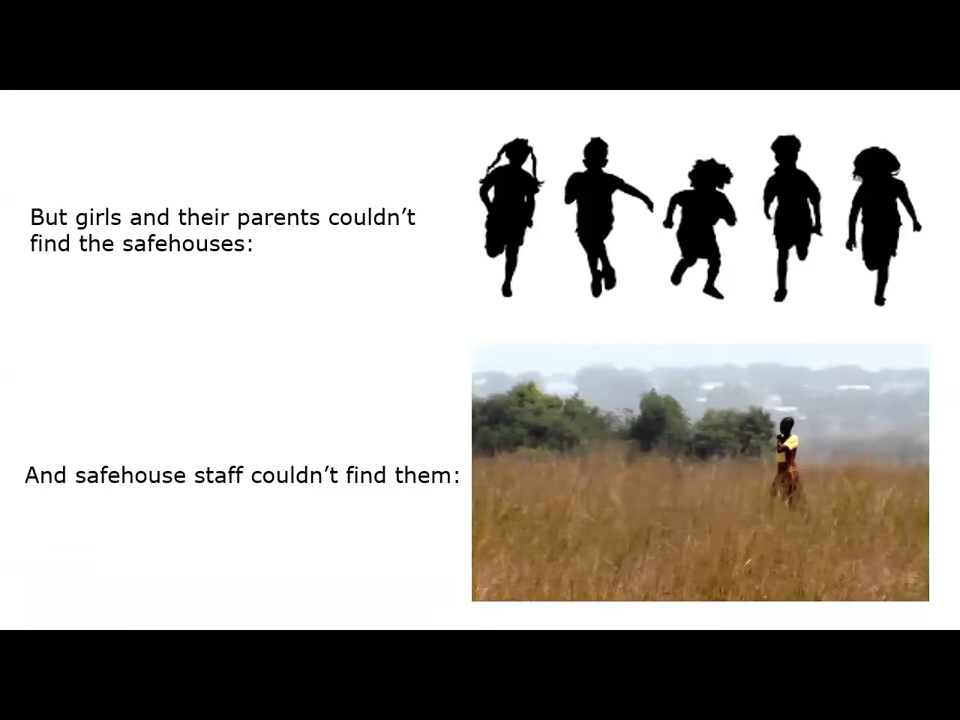 But girls and their parents couldn’t
find the safehouses:
And safehouse staff couldn’t find them: